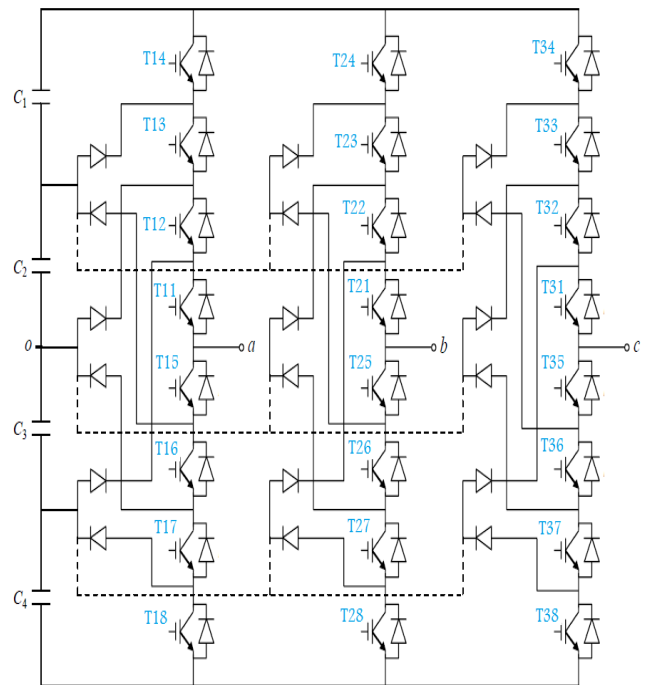 T14 T24 T34
C1
T13 T23 T33
T12 T22 T32
C2
T11 T21 T31
o a b c
T15 T25 T35
C3
T16 T26 T36
T17 T27 T37
C4
T18 T28 T38